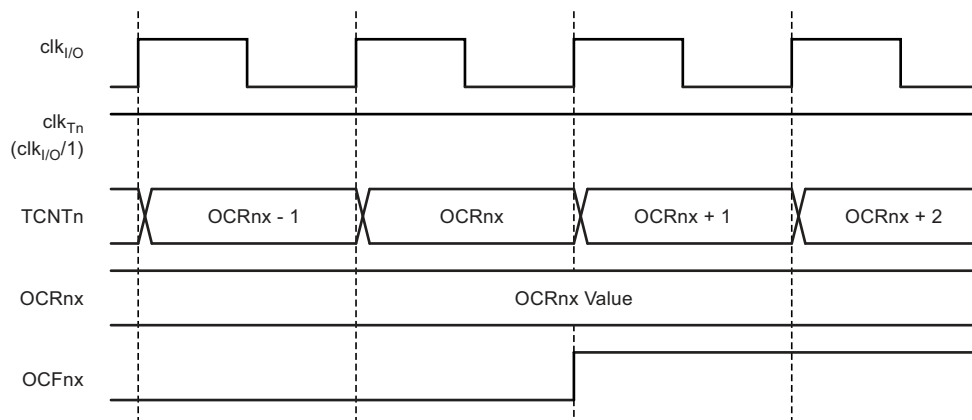 clkI/O
clkTn
(clkI/O/1)
TCNTn OCRnx - 1 OCRnx OCRnx + 1 OCRnx + 2
OCRnx OCRnx Value
OCFnx